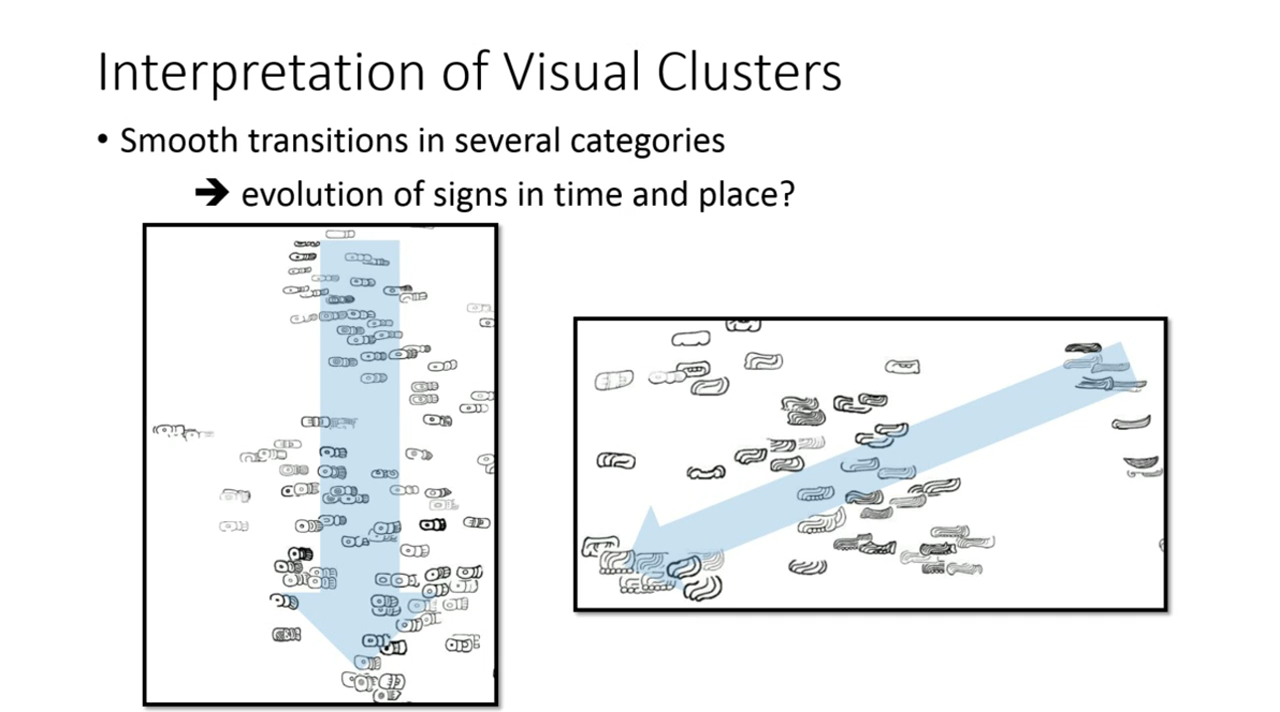 Interpretation of Visual Clusters
• Smooth transitions in several categories
➔ evolution of signs in time and place?